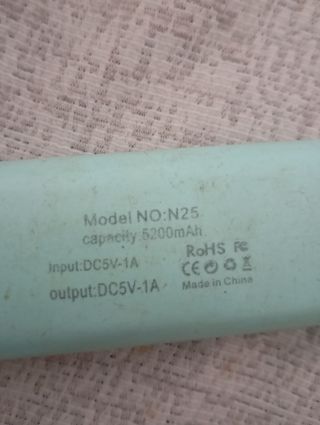 Model NO:N25
capacity:5200mAh
Input:DC5V-1A
output:DC5V-1A
RoHS FC
CE
Made in China